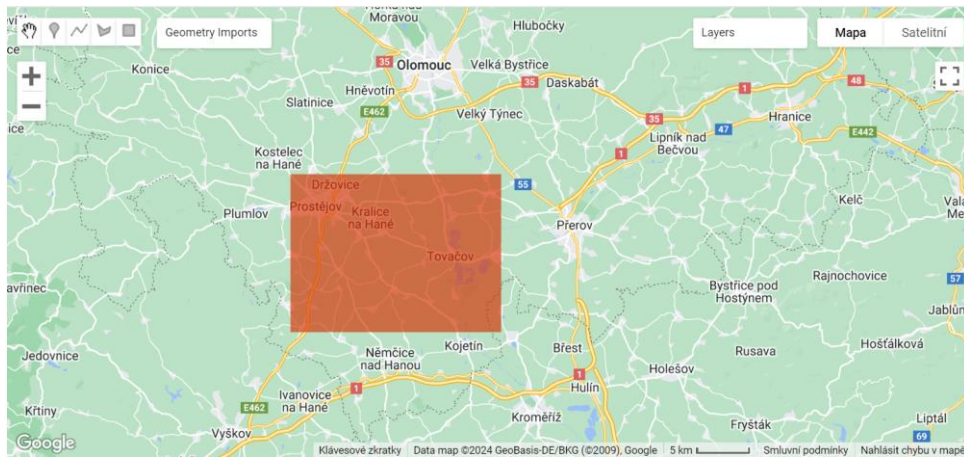 Geometry Imports
Layers
Mapa
Satelitní
Moravou
Hlubočky
Konice
35
Olomouc
Velká Bystřice
35
Daskabát
1
48
Hněvotín
Slatinice
E462
Velký Týnec
35
Hranice
Lipník nad
Bečvou
47
E442
1
Kostelec
na Hané
Držovice
55
Prostějov
Plumlov
Kralice
na Hané
Kelč
Přerov
Tovačov
Rajnochovice
57
Bystřice pod
Hostýnem
Jedovnice
Němčice
nad Hanou
Kojetín
Břest
Rusava
Hošťálková
1
1
Holešov
Hulín
Ivanovice
na Hané
E462
Křtiny
Kroměříž
Fryšták
Liptál
Vyškov
69
Google
Klávesové zkratky
Data map ©2024 GeoBasis-DE/BKG (©2009), Google
5 km
Smluvní podmínky
Nahlásit chybu v mapě